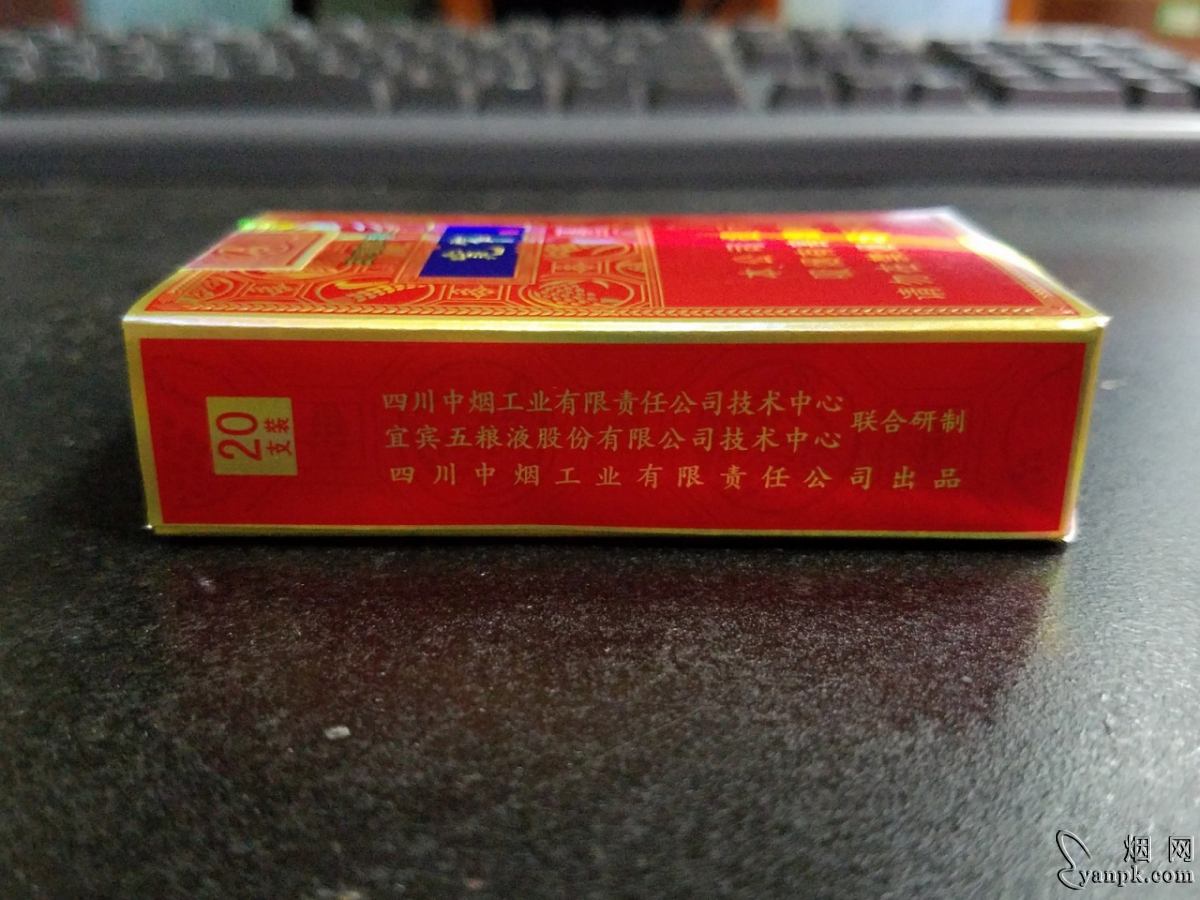 20
支装
四川中烟工业有限责任公司技术中心
宜宾五粮液股份有限公司技术中心
联合研制
四川中烟工业有限责任公司出品
烟网
yanpk.com